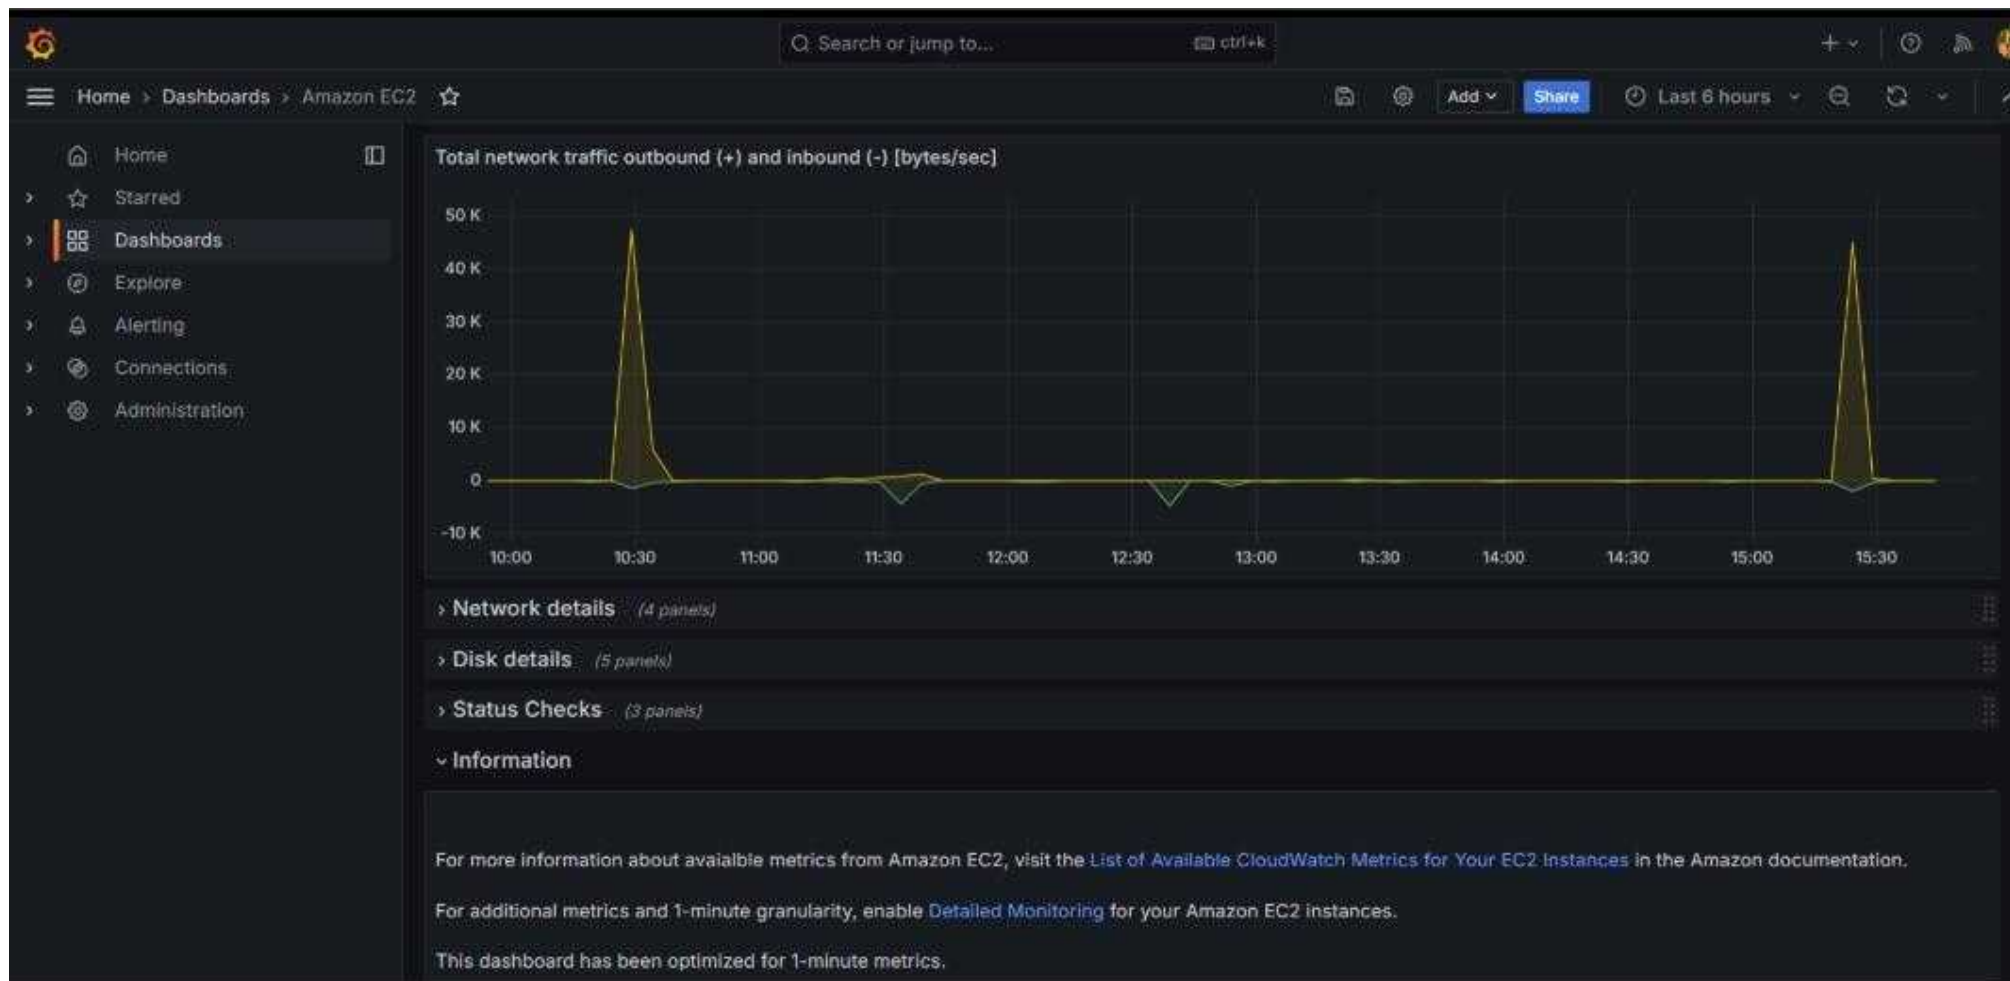 Search or jump to... ctrl+k
Home › Dashboards › Amazon EC2
Add Share Last 6 hours
Home
Starred
Dashboards
Explore
Alerting
Connections
Administration
Total network traffic outbound (+) and inbound (-) [bytes/sec]
50 K
40 K
30 K
20 K
10 K
0
-10 K
10:00 10:30 11:00 11:30 12:00 12:30 13:00 13:30 14:00 14:30 15:00 15:30
Network details (4 panels)
Disk details (5 panels)
Status Checks (3 panels)
Information
For more information about avaialble metrics from Amazon EC2, visit the List of Available CloudWatch Metrics for Your EC2 Instances in the Amazon documentation.
For additional metrics and 1-minute granularity, enable Detailed Monitoring for your Amazon EC2 instances.
This dashboard has been optimized for 1-minute metrics.